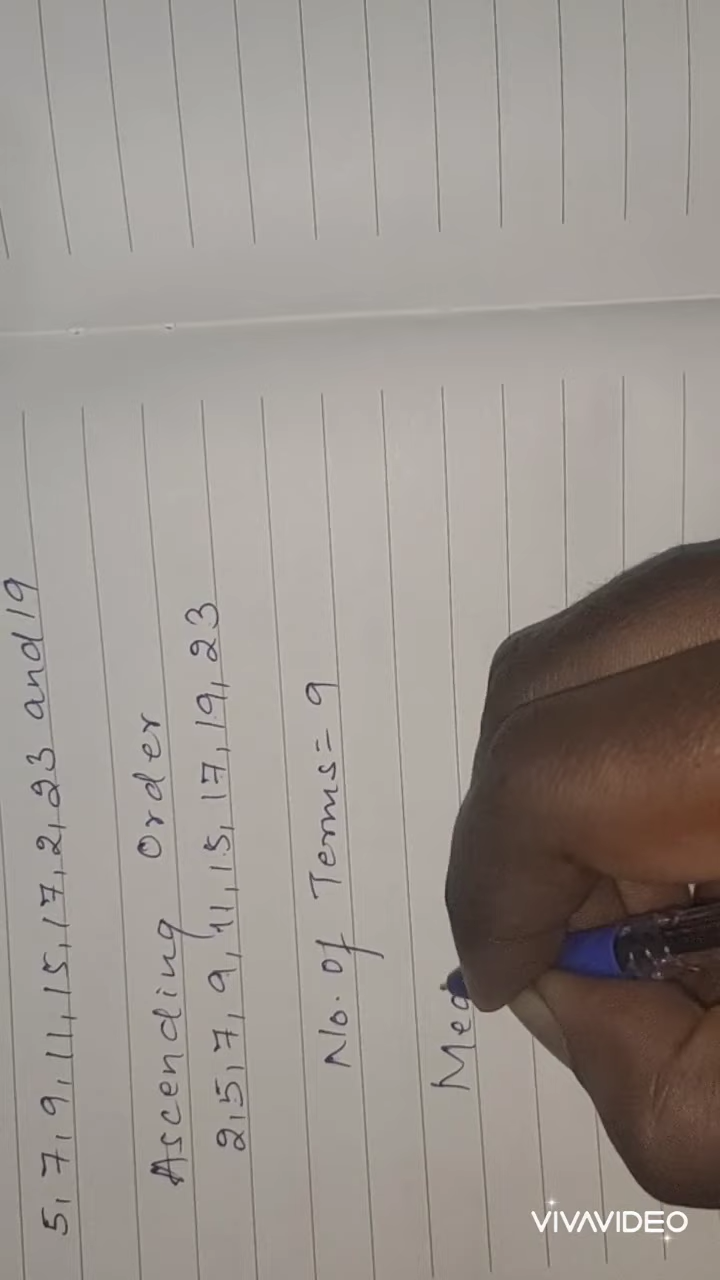 5, 7, 9, 11, 15, 17, 2, 23 and 19
Ascending Order
2, 5, 7, 9, 11, 15, 17, 19, 23
No. of Terms = 9
VIVAVIDEO